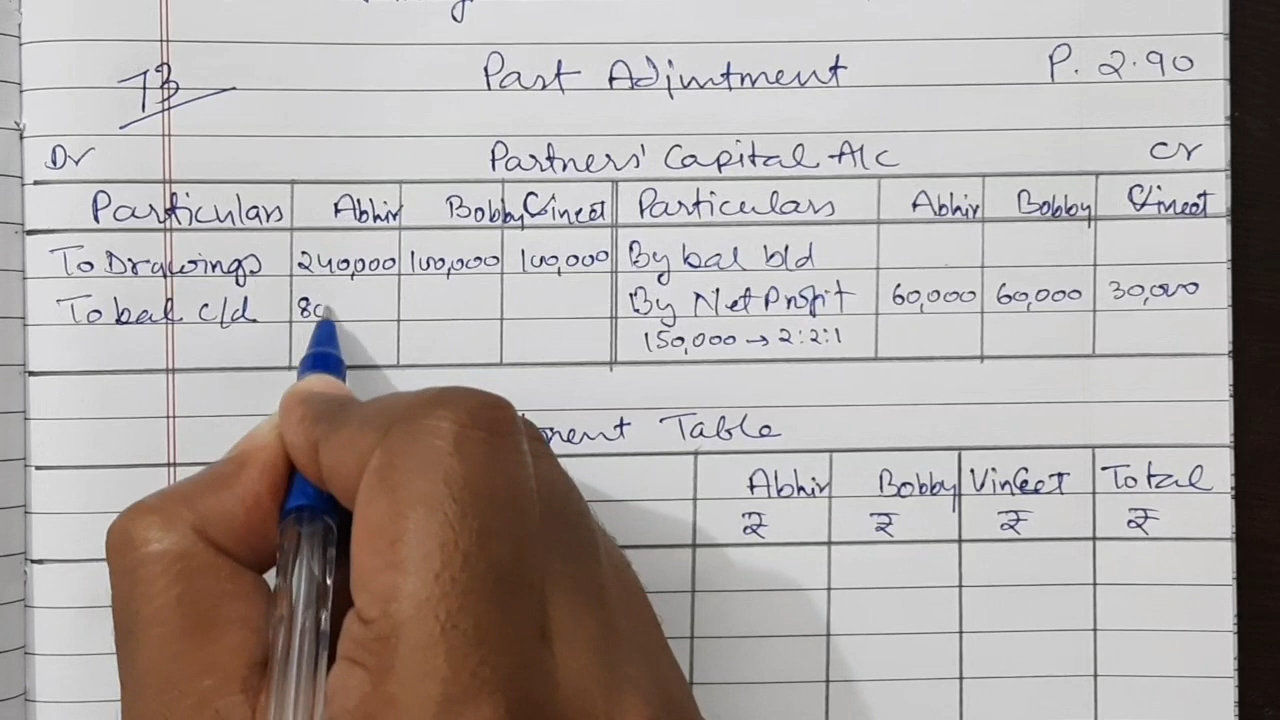 73 Past Adjustment P. 2.90
Dr Partners' Capital A/c Cr
Particulars Abhir Bobby Vineet Particulars Abhir Bobby Vineet
To Drawings 240,000 100,000 100,000 By bal b/d
To bal c/d 80 By Net Profit 60,000 60,000 30,000
150,000 → 2:2:1
Table
Abhir Bobby Vineet Total
₹ ₹ ₹ ₹